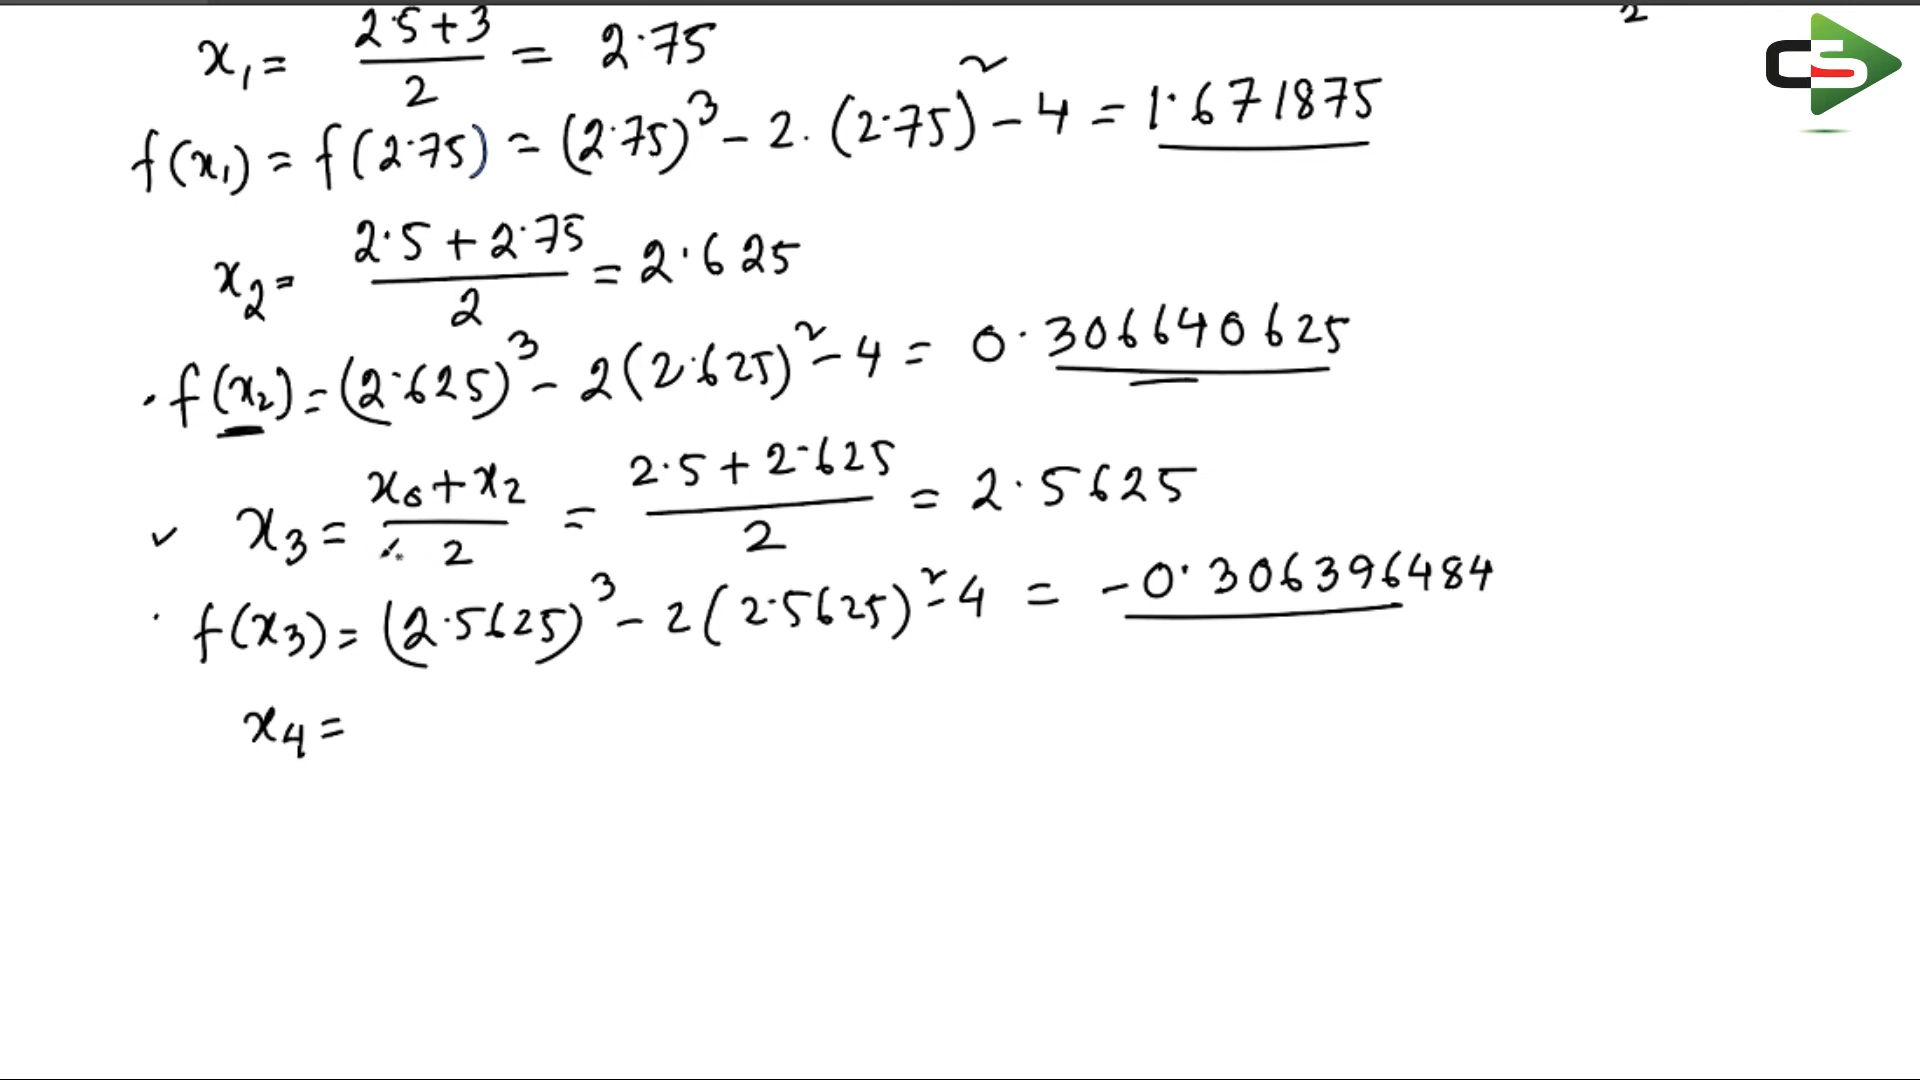 2
CS
x₁ = (2·5+3)/2 = 2·75
f(x₁) = f(2·75) = (2·75)³ - 2·(2·75)² - 4 = 1·671875
x₂ = (2·5+2·75)/2 = 2·625
·f(x₂) = (2·625)³ - 2(2·625)² - 4 = 0·306640625
✓ x₃ = (x₀+x₂)/2 = (2·5+2·625)/2 = 2·5625
· f(x₃) = (2·5625)³ - 2(2·5625)² - 4 = -0·306396484
x₄ =